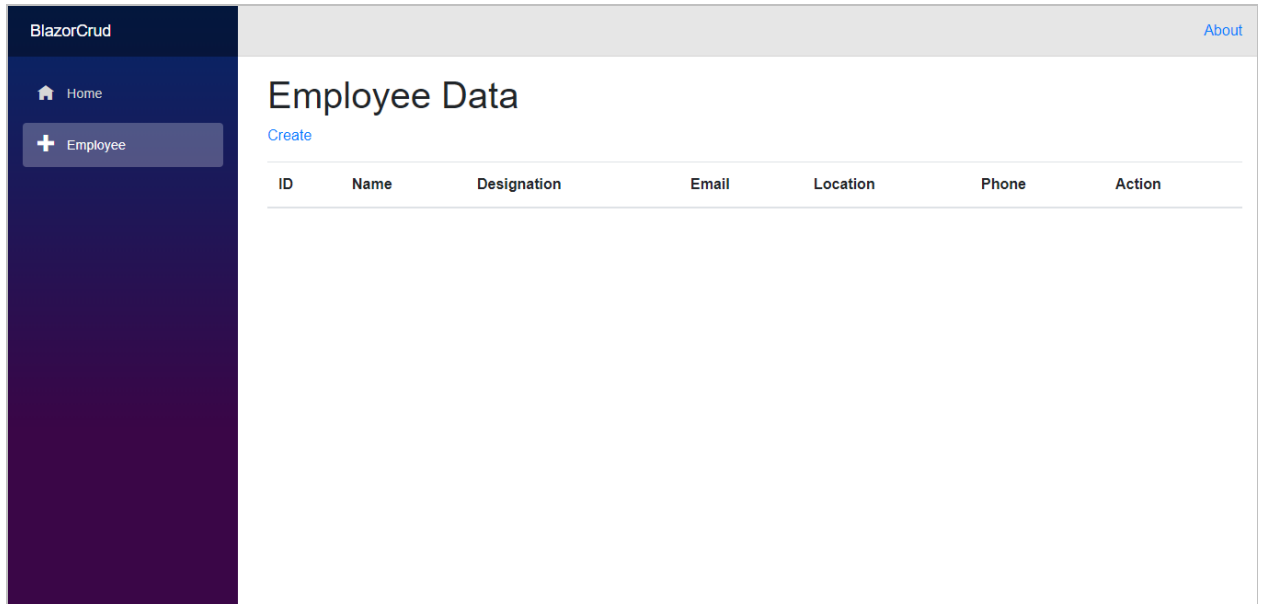 BlazorCrud
About
Home
Employee
Employee Data
Create
ID Name Designation Email Location Phone Action